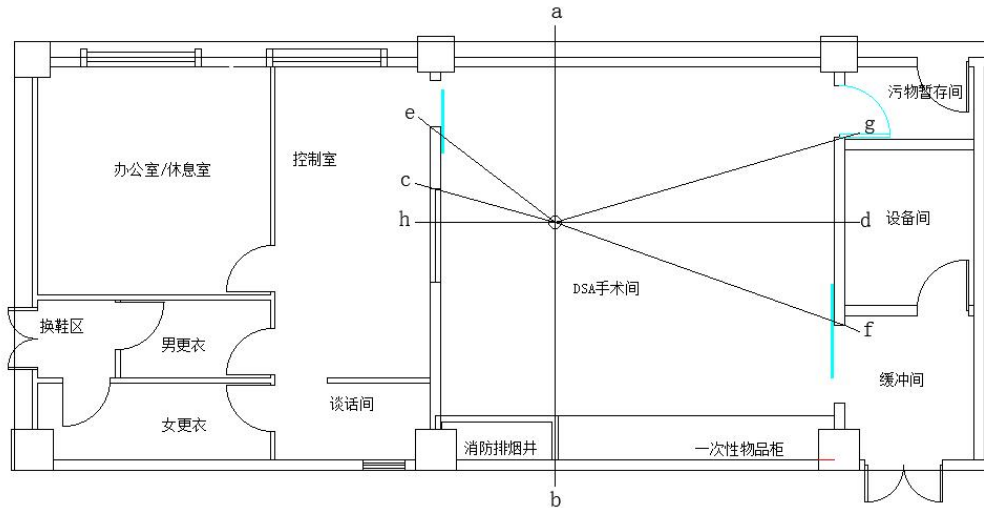 a
污物暂存间
e
g
控制室
办公室/休息室
c
h
d
设备间
DSA手术间
换鞋区
f
男更衣
缓冲间
谈话间
女更衣
消防排烟井
一次性物品柜
b